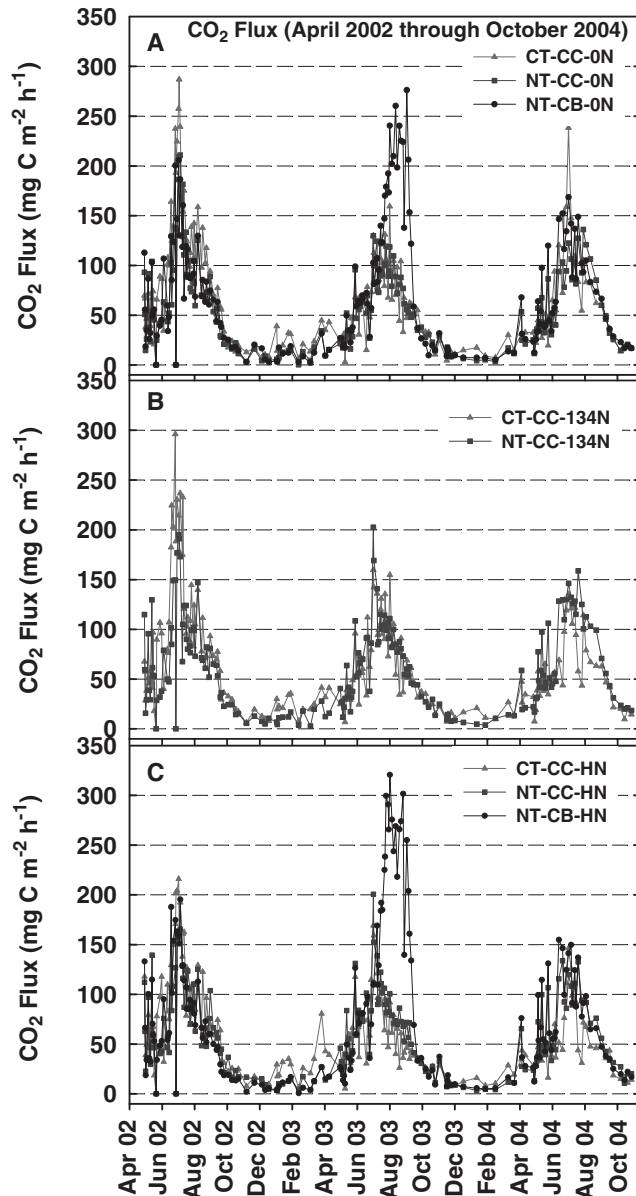 A CO₂ Flux (April 2002 through October 2004)
CT-CC-0N
NT-CC-0N
NT-CB-0N
CO₂ Flux (mg C m⁻² h⁻¹)
350
300
250
200
150
100
50
0
B
CT-CC-134N
NT-CC-134N
CO₂ Flux (mg C m⁻² h⁻¹)
350
300
250
200
150
100
50
0
C
CT-CC-HN
NT-CC-HN
NT-CB-HN
CO₂ Flux (mg C m⁻² h⁻¹)
350
300
250
200
150
100
50
0
Apr 02
Jun 02
Aug 02
Oct 02
Dec 02
Feb 03
Apr 03
Jun 03
Aug 03
Oct 03
Dec 03
Feb 04
Apr 04
Jun 04
Aug 04
Oct 04